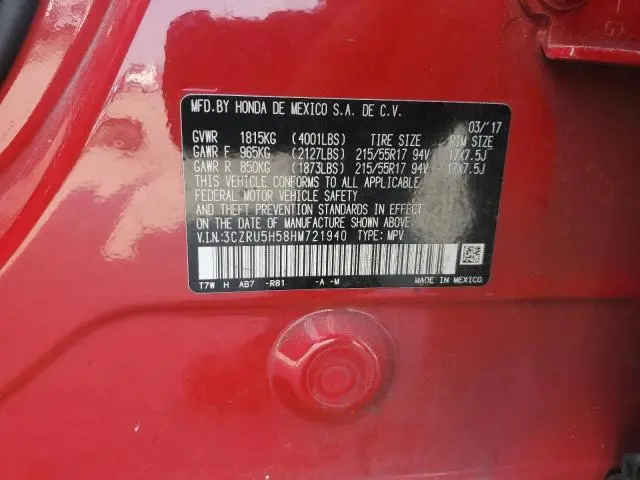 MFD.BY HONDA DE MEXICO S.A. DE C.V.
03/'17
GVWR 1815KG (4001LBS) TIRE SIZE RIM SIZE
GAWR F 965KG (2127LBS) 215/55R17 94V 17X7.5J
GAWR R 850KG (1873LBS) 215/55R17 94V 17X7.5J
THIS VEHICLE CONFORMS TO ALL APPLICABLE
FEDERAL MOTOR VEHICLE SAFETY
AND THEFT PREVENTION STANDARDS IN EFFECT
ON THE DATE OF MANUFACTURE SHOWN ABOVE.
V.I.N.:3CZRU5H58HM721940 TYPE: MPV
T7W H AB7 -R81 -A -M MADE IN MEXICO